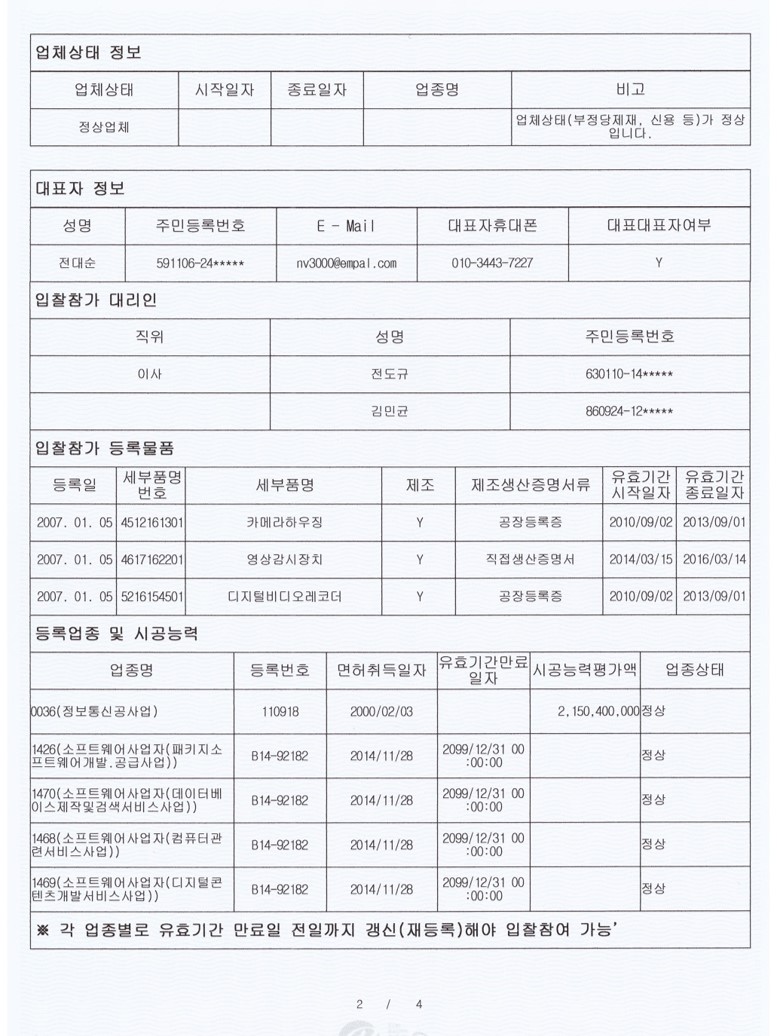 업체상태 정보
업체상태 시작일자 종료일자 업종명 비고
정상업체 업체상태(부정당제재, 신용 등)가 정상
입니다.
대표자 정보
성명 주민등록번호 E - Mail 대표자휴대폰 대표대표자여부
전대순 591106-24***** nv3000@empal.com 010-3443-7227 Y
입찰참가 대리인
직위 성명 주민등록번호
이사 전도규 630110-14*****
김민균 860924-12*****
입찰참가 등록물품
등록일 세부품명 번호 세부품명 제조 제조생산증명서류 유효기간 시작일자 유효기간 종료일자
2007. 01. 05 4512161301 카메라하우징 Y 공장등록증 2010/09/02 2013/09/01
2007. 01. 05 4617162201 영상감시장치 Y 직접생산증명서 2014/03/15 2016/03/14
2007. 01. 05 5216154501 디지털비디오레코더 Y 공장등록증 2010/09/02 2013/09/01
등록업종 및 시공능력
업종명 등록번호 면허취득일자 유효기간만료 일자 시공능력평가액 업종상태
0036(정보통신공사업) 110918 2000/02/03 2,150,400,000 정상
1426(소프트웨어사업자(패키지소
프트웨어개발.공급사업)) B14-92182 2014/11/28 2099/12/31 00
:00:00 정상
1470(소프트웨어사업자(데이터베
이스제작및검색서비스사업)) B14-92182 2014/11/28 2099/12/31 00
:00:00 정상
1468(소프트웨어사업자(컴퓨터관
련서비스사업)) B14-92182 2014/11/28 2099/12/31 00
:00:00 정상
1469(소프트웨어사업자(디지털콘
텐츠개발서비스사업)) B14-92182 2014/11/28 2099/12/31 00
:00:00 정상
※ 각 업종별로 유효기간 만료일 전일까지 갱신(재등록)해야 입찰참여 가능'
2 / 4